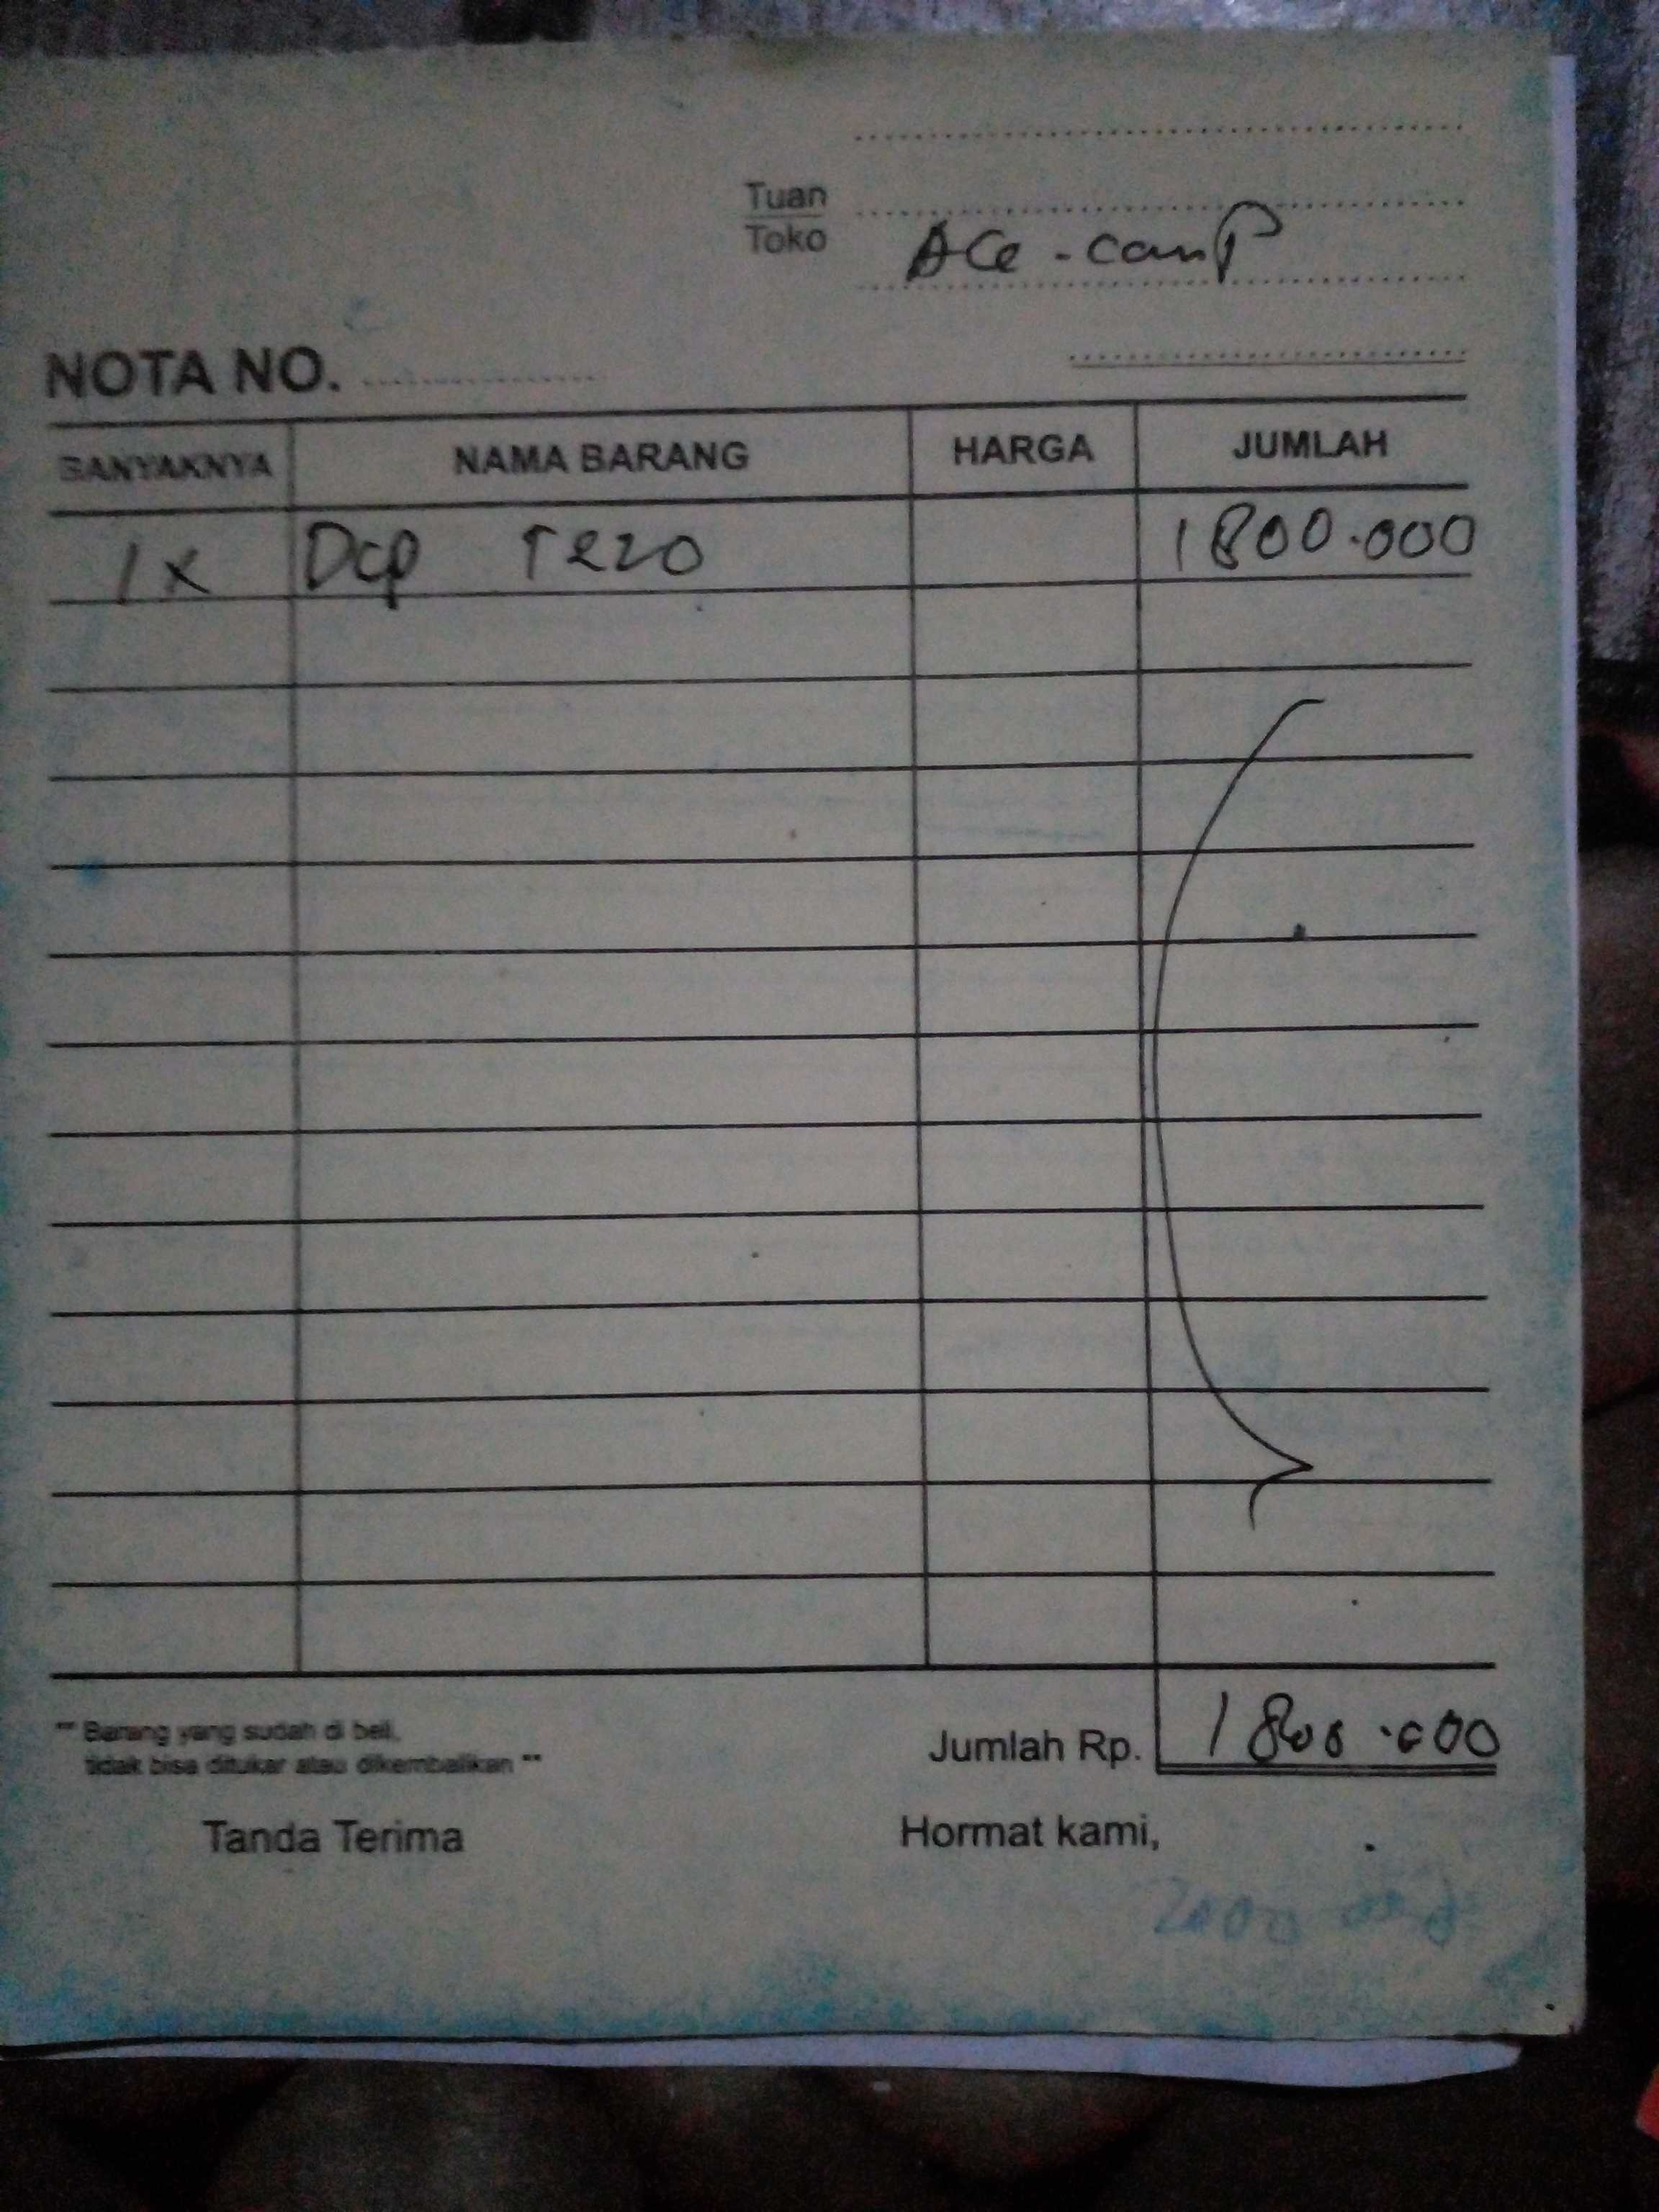 Tuan
Toko
Ace - camp
NOTA NO.
BANYAKNYA NAMA BARANG HARGA JUMLAH
1x Dcp T220 1800.000
** Barang yang sudah di beli,
tidak bisa ditukar atau dikembalikan **
Jumlah Rp. 1800.000
Tanda Terima Hormat kami,